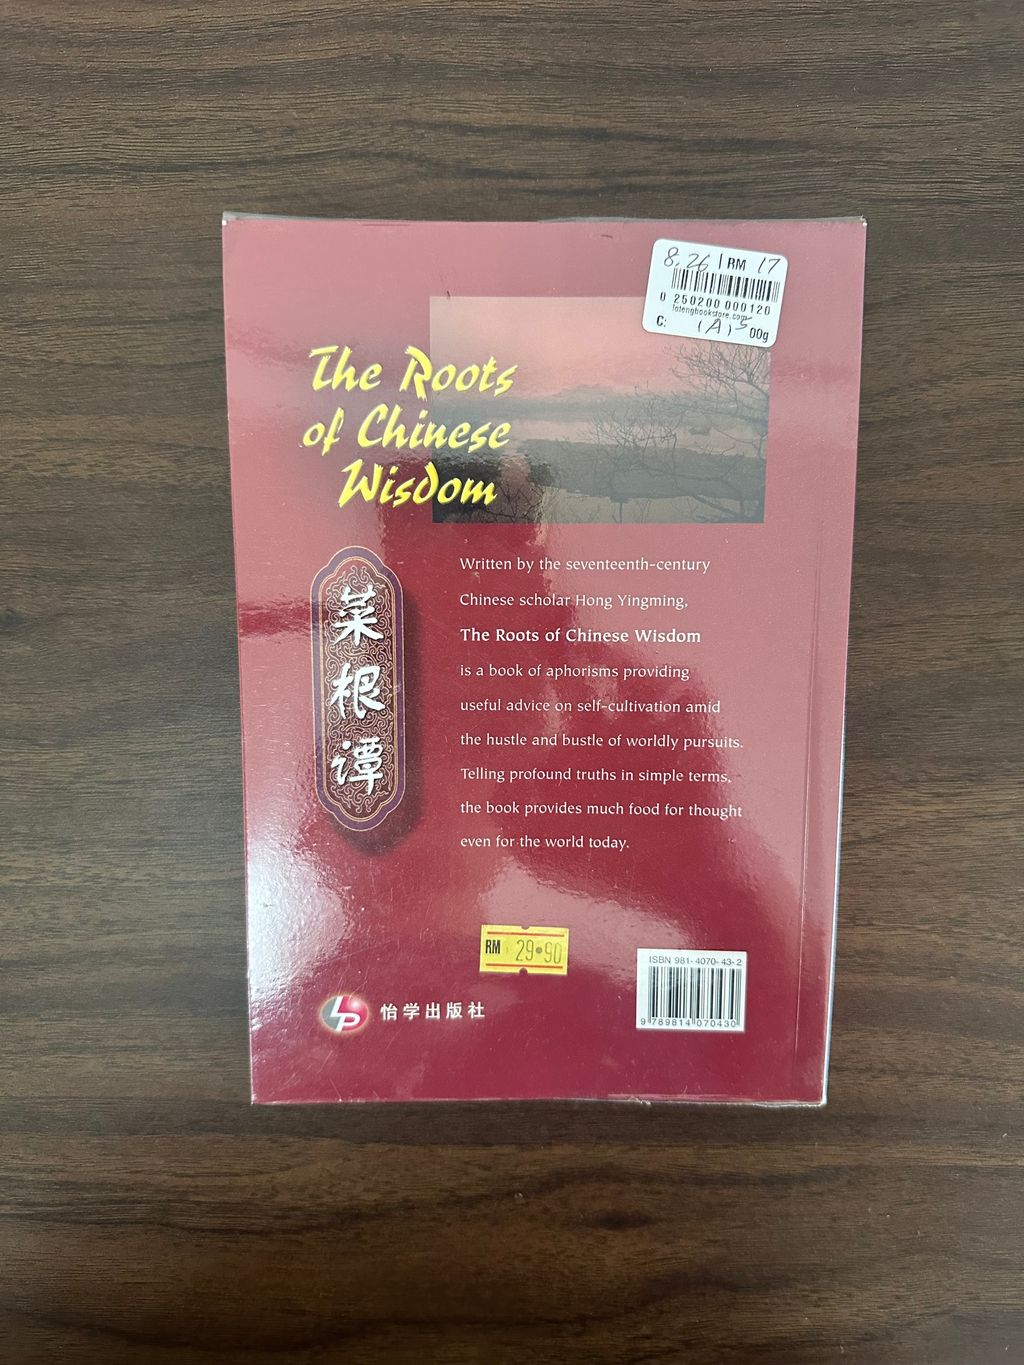 8.26 | RM 17
0 250200 000120
Totengbookstore.com
C: (A) 5 00g
The Roots
of Chinese
Wisdom
菜根谭
Written by the seventeenth-century
Chinese scholar Hong Yingming,
The Roots of Chinese Wisdom
is a book of aphorisms providing
useful advice on self-cultivation amid
the hustle and bustle of worldly pursuits.
Telling profound truths in simple terms,
the book provides much food for thought
even for the world today.
RM 29•90
ISBN 981-4070-43-2
9 789814 070430
LP 怡学出版社